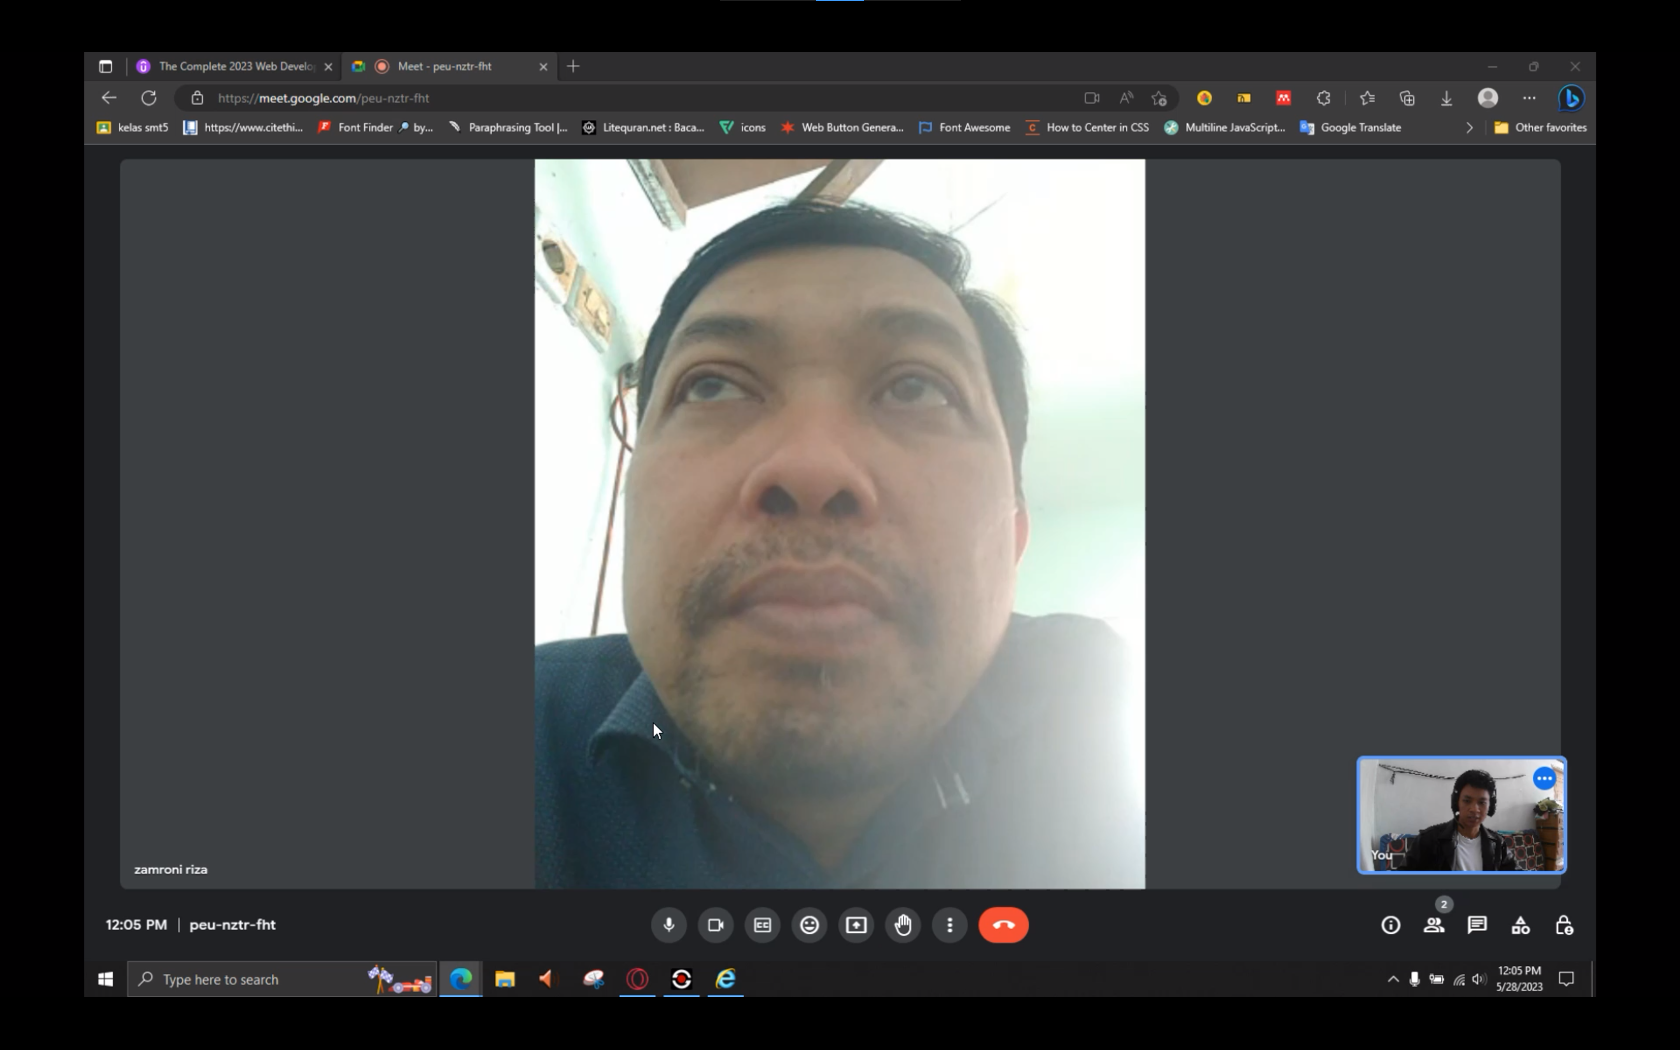 The Complete 2023 Web Develo
Meet - peu-nztr-fht
https://meet.google.com/peu-nztr-fht
kelas smt5
https://www.citethi...
Font Finder 🔎 by...
Paraphrasing Tool |...
Litequran.net : Baca...
icons
Web Button Genera...
Font Awesome
How to Center in CSS
Multiline JavaScript...
Google Translate
Other favorites
You
zamroni riza
12:05 PM | peu-nztr-fht
2
Type here to search
12:05 PM
5/28/2023